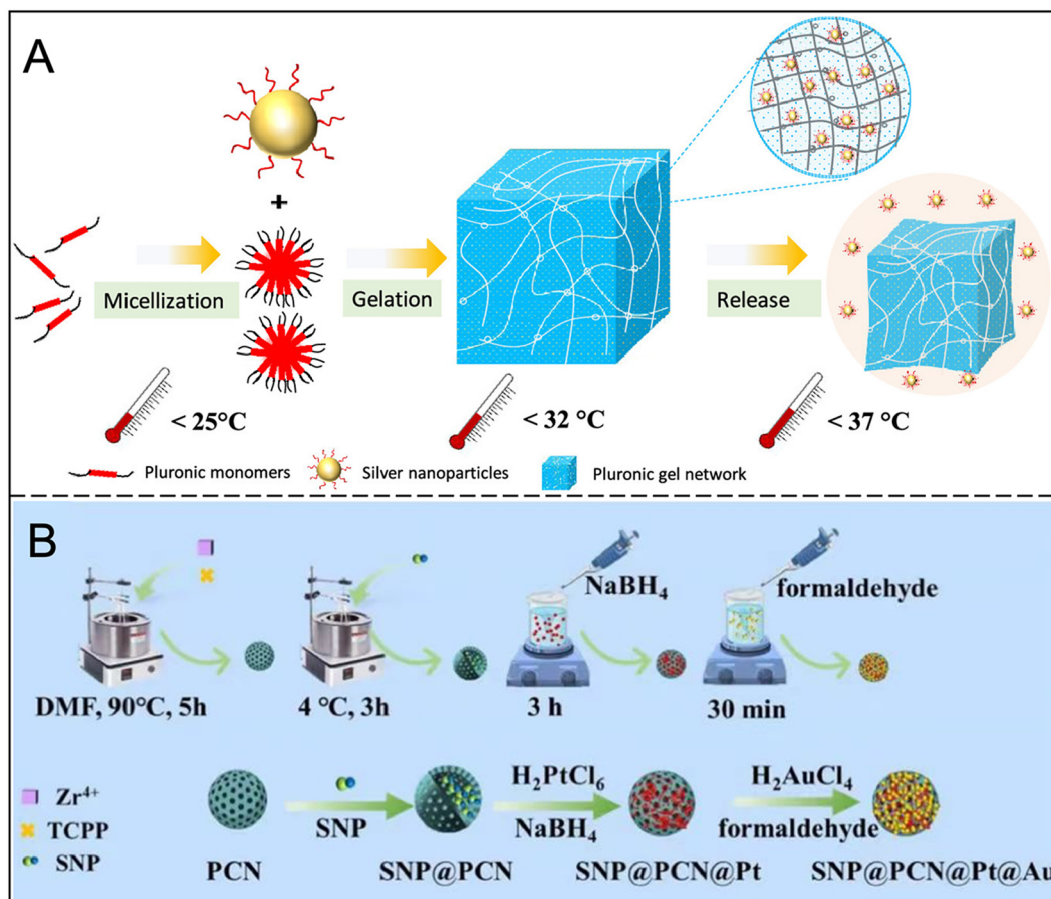 A
+
Micellization
Gelation
Release
< 25°C
< 32 °C
< 37 °C
Pluronic monomers
Silver nanoparticles
Pluronic gel network
B
NaBH4
formaldehyde
DMF, 90°C, 5h
4 °C, 3h
3 h
30 min
Zr4+
TCPP
SNP
SNP
H2PtCl6
NaBH4
H2AuCl4
formaldehyde
PCN
SNP@PCN
SNP@PCN@Pt
SNP@PCN@Pt@Au